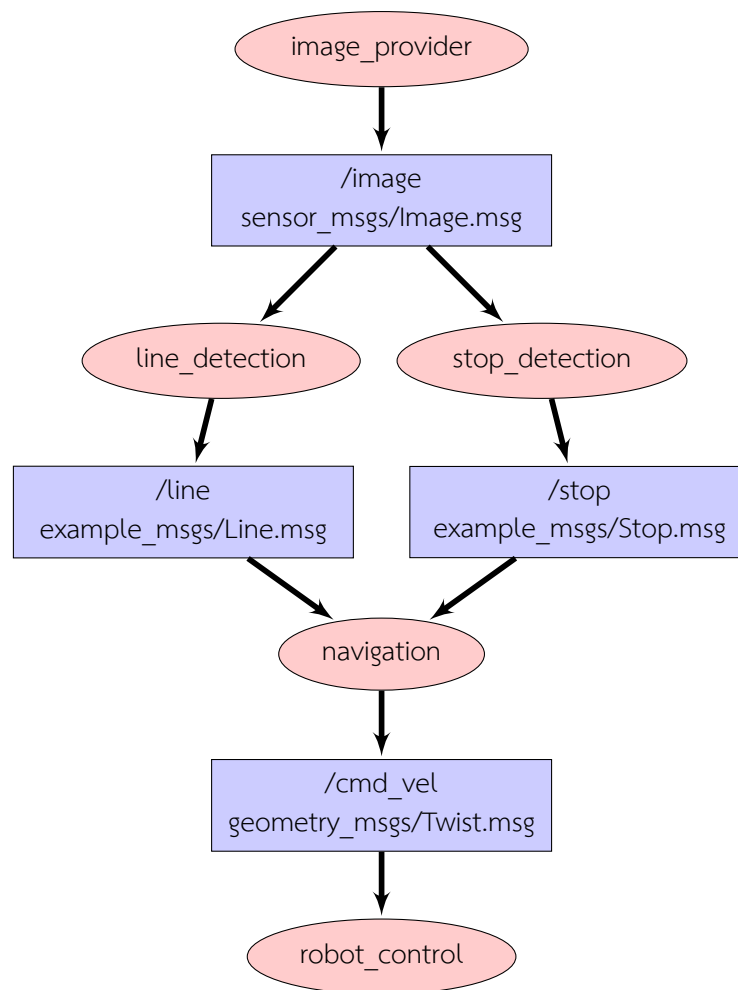 image_provider
/image
sensor_msgs/Image.msg
line_detection
stop_detection
/line
example_msgs/Line.msg
/stop
example_msgs/Stop.msg
navigation
/cmd_vel
geometry_msgs/Twist.msg
robot_control